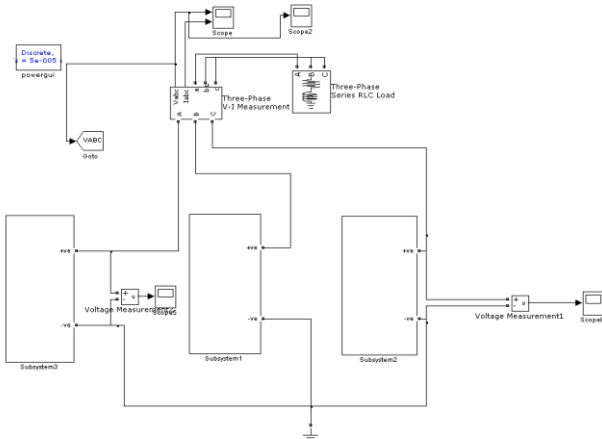 Scope
Scope2
Discrete,
= 5e-005
powergui
A B C
Three-Phase
Series RLC Load
Vabc
Iabc
a
b
c
A
B
C
Three-Phase
V-I Measurement
VABC
Goto
+ve
-ve
Subsystem3
+
-
v
Voltage Measurement
+ve
-ve
Subsystem1
+ve
-ve
Subsystem2
+
-
v
Voltage Measurement1